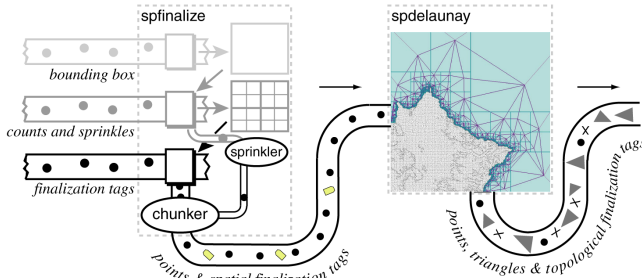 spfinalize
spdelaunay
bounding box
counts and sprinkles
sprinkler
finalization tags
chunker
points & spatial finalization tags
points, triangles & topological finalization tags